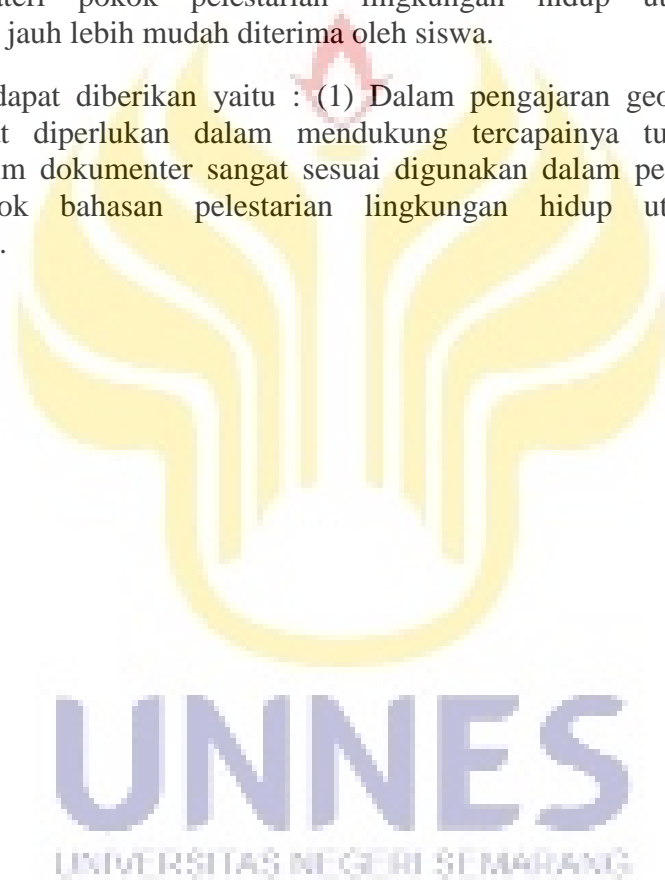 ateri pokok pelestarian lingkungan hidup ut
jauh lebih mudah diterima oleh siswa.
dapat diberikan yaitu : (1) Dalam pengajaran geo
t diperlukan dalam mendukung tercapainya tu
m dokumenter sangat sesuai digunakan dalam pe
ok bahasan pelestarian lingkungan hidup ut
.
UNNES
UNIVERSITAS NEGERI SEMARANG